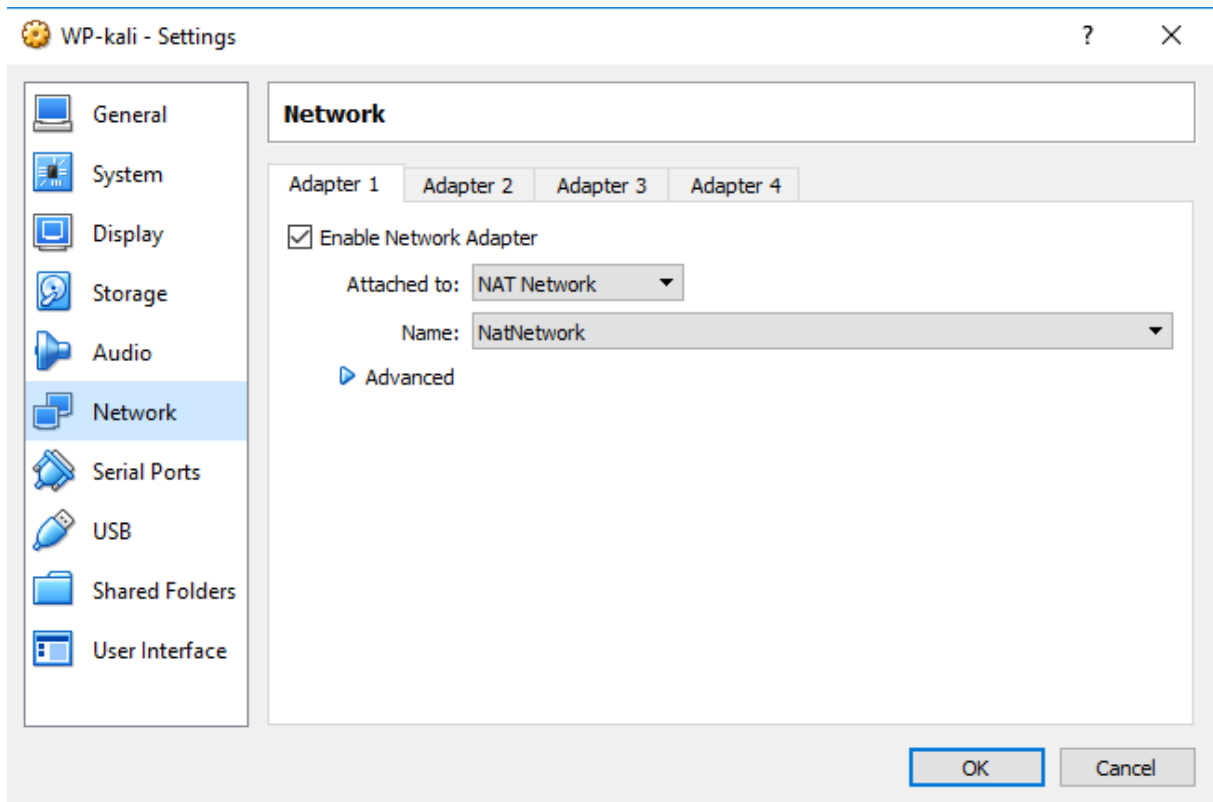 WP-kali - Settings
?
General
System
Display
Storage
Audio
Network
Serial Ports
USB
Shared Folders
User Interface
Network
Adapter 1 Adapter 2 Adapter 3 Adapter 4
Enable Network Adapter
Attached to: NAT Network
Name: NatNetwork
Advanced
OK Cancel